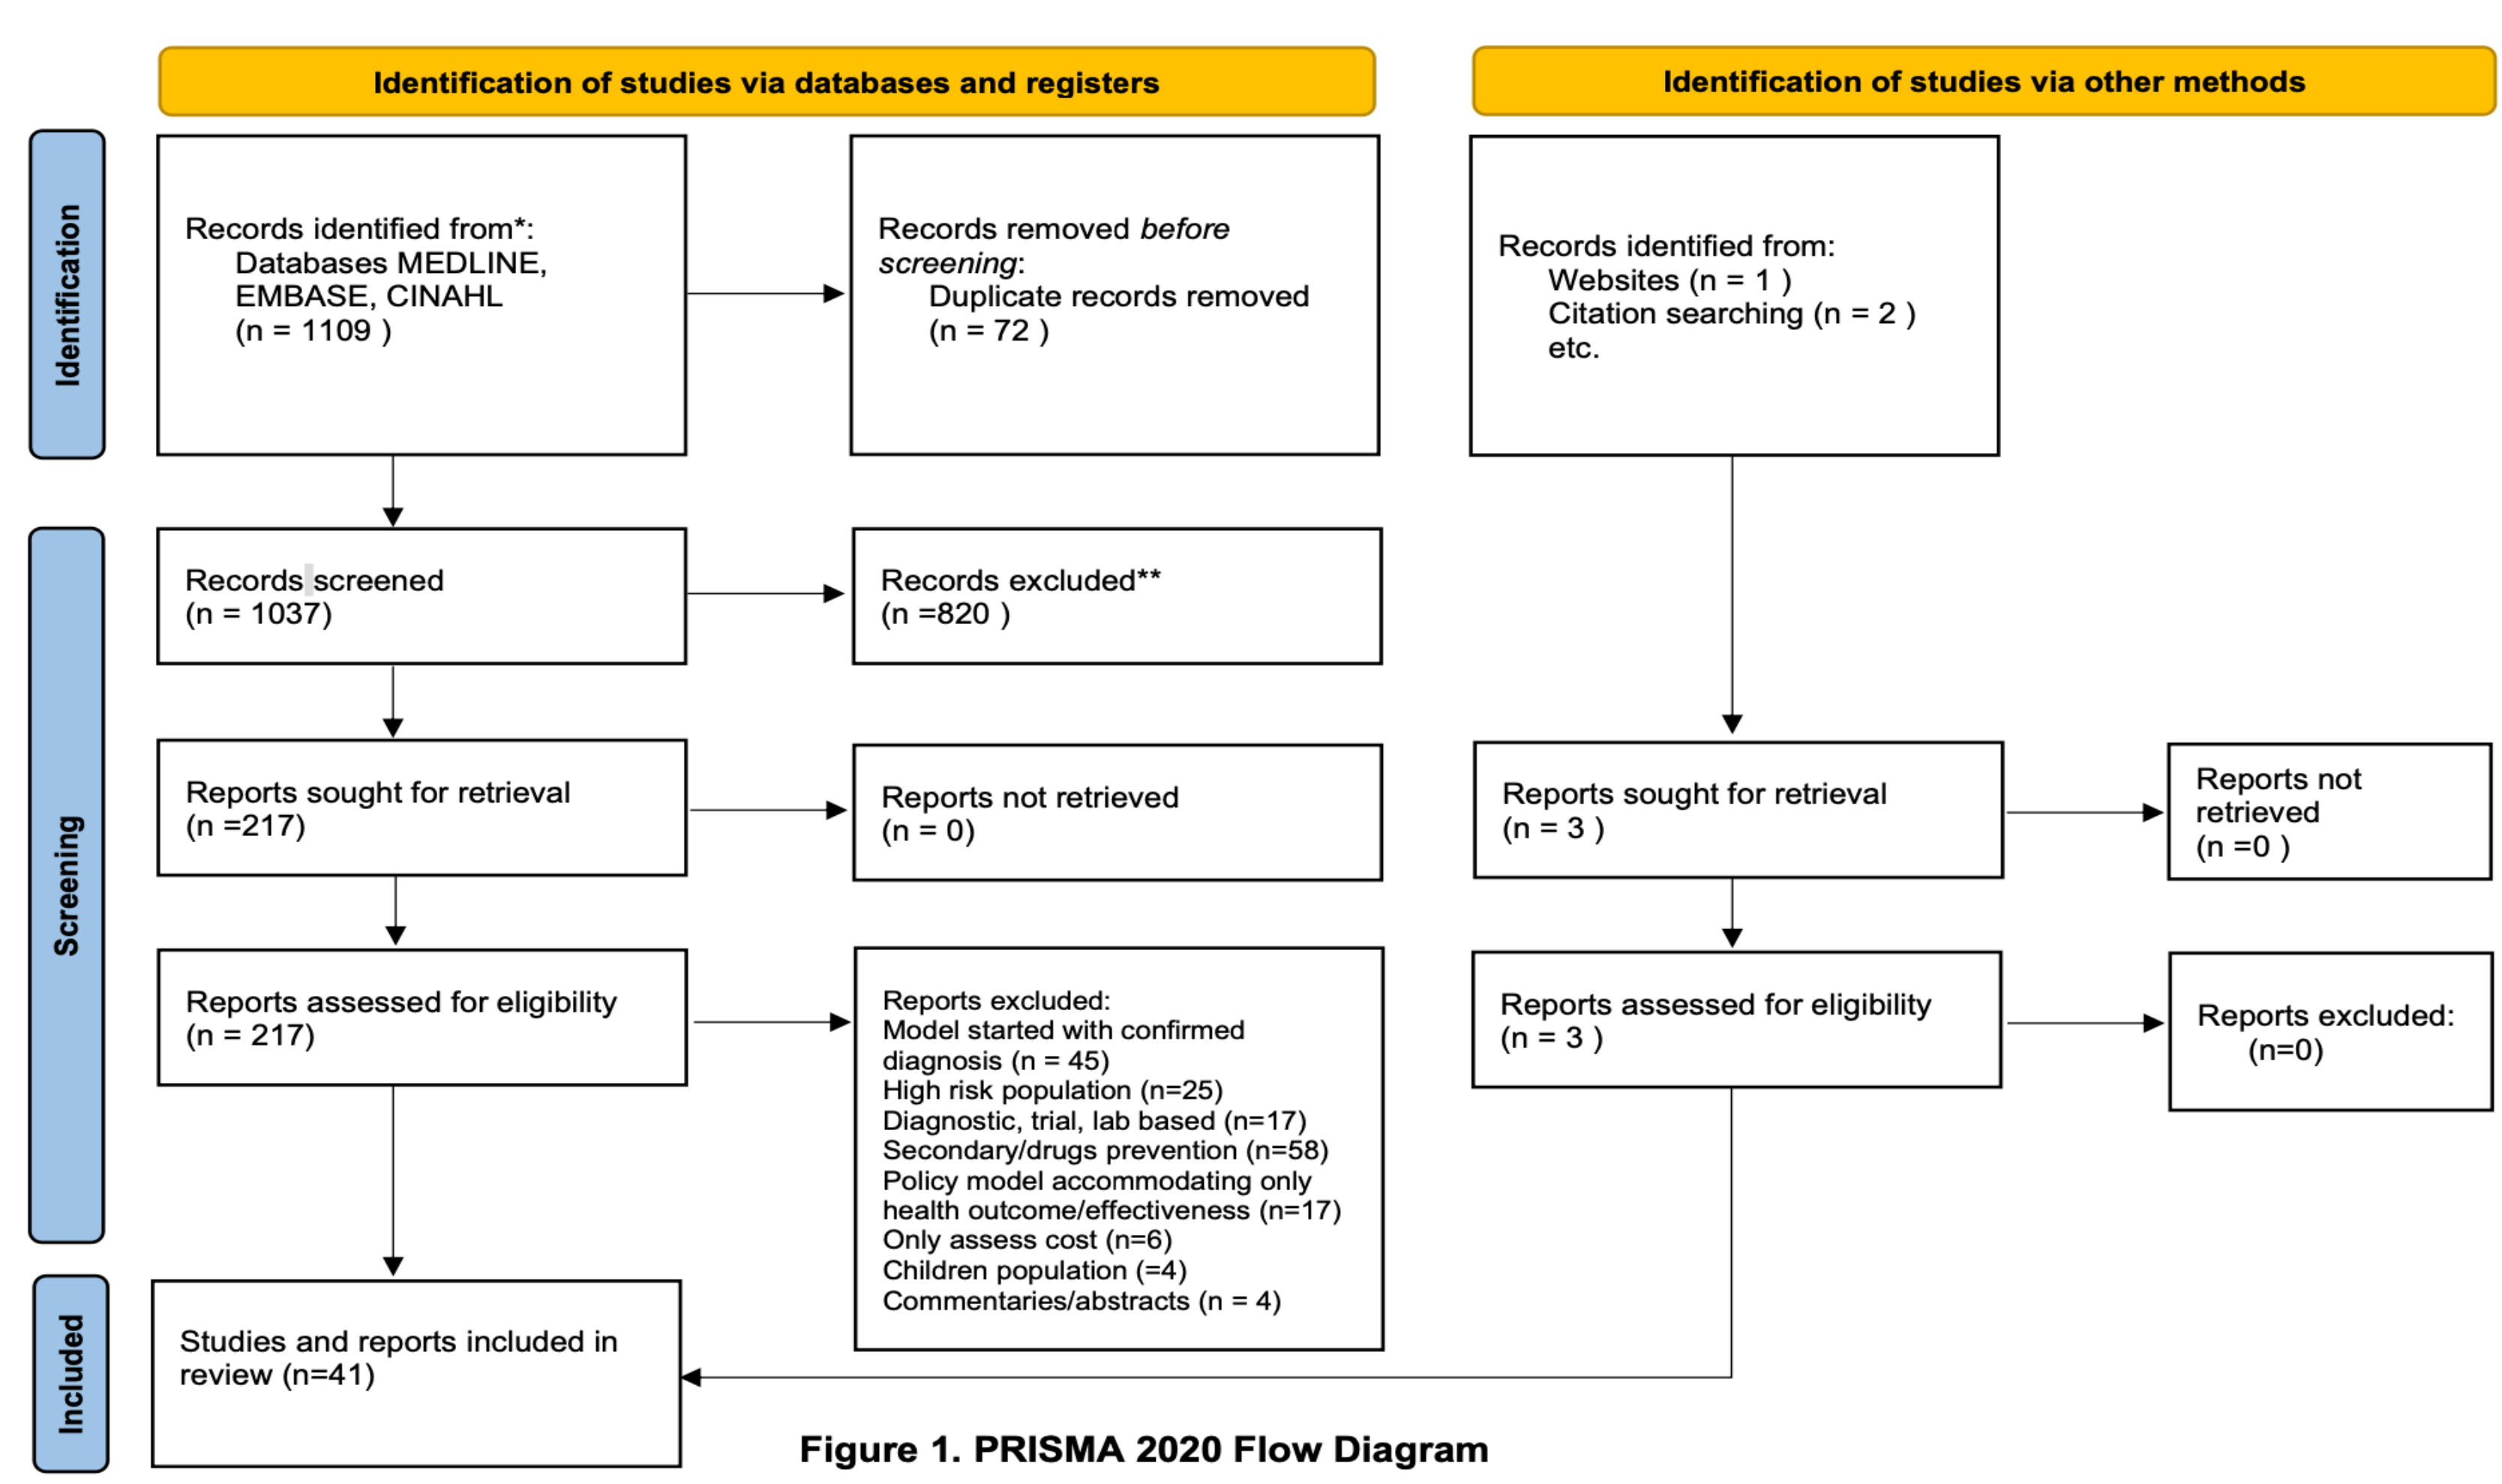 Identification of studies via databases and registers
Identification of studies via other methods
Identification
Records identified from*:
Databases MEDLINE,
EMBASE, CINAHL
(n = 1109 )
Records removed before
screening:
Duplicate records removed
(n = 72 )
Records identified from:
Websites (n = 1 )
Citation searching (n = 2 )
etc.
Screening
Records screened
(n = 1037)
Records excluded**
(n =820 )
Reports sought for retrieval
(n =217)
Reports not retrieved
(n = 0)
Reports sought for retrieval
(n = 3 )
Reports not
retrieved
(n =0 )
Reports assessed for eligibility
(n = 217)
Reports excluded:
Model started with confirmed
diagnosis (n = 45)
High risk population (n=25)
Diagnostic, trial, lab based (n=17)
Secondary/drugs prevention (n=58)
Policy model accommodating only
health outcome/effectiveness (n=17)
Only assess cost (n=6)
Children population (=4)
Commentaries/abstracts (n = 4)
Reports assessed for eligibility
(n = 3 )
Reports excluded:
(n=0)
Included
Studies and reports included in
review (n=41)
Figure 1. PRISMA 2020 Flow Diagram